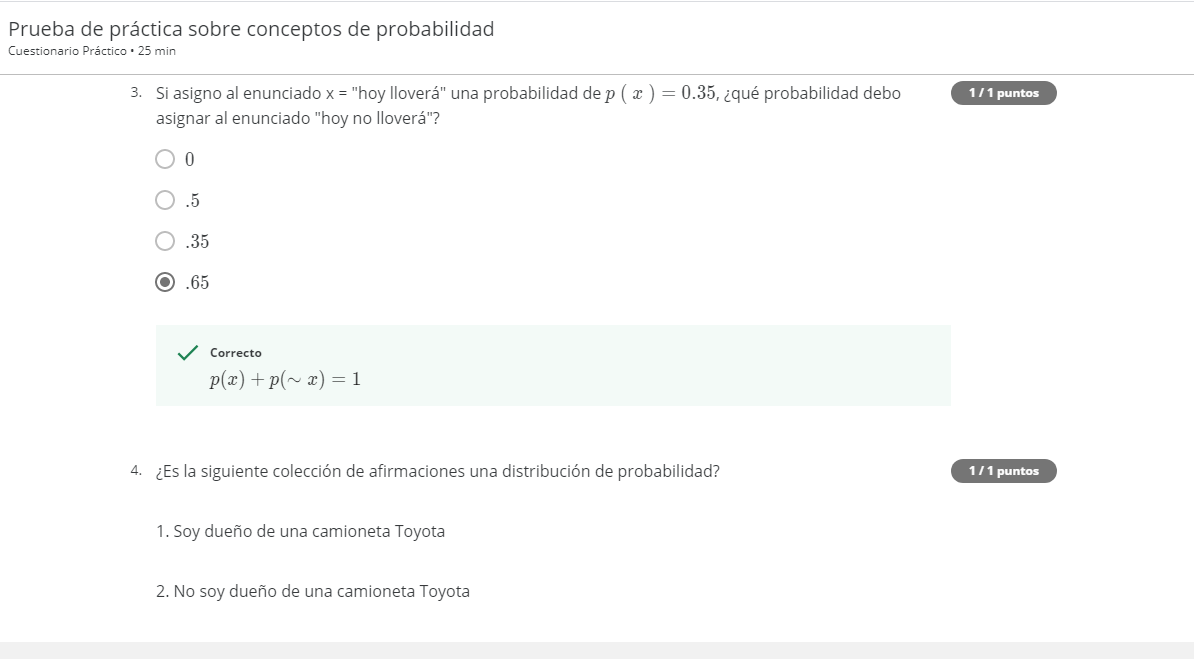 Prueba de práctica sobre conceptos de probabilidad
Cuestionario Práctico • 25 min
3. Si asigno al enunciado x = "hoy lloverá" una probabilidad de p ( x ) = 0.35, ¿qué probabilidad debo
1 / 1 puntos
asignar al enunciado "hoy no lloverá"?
0
.5
.35
.65
Correcto
p(x) + p(∼ x) = 1
4. ¿Es la siguiente colección de afirmaciones una distribución de probabilidad?
1 / 1 puntos
1. Soy dueño de una camioneta Toyota
2. No soy dueño de una camioneta Toyota